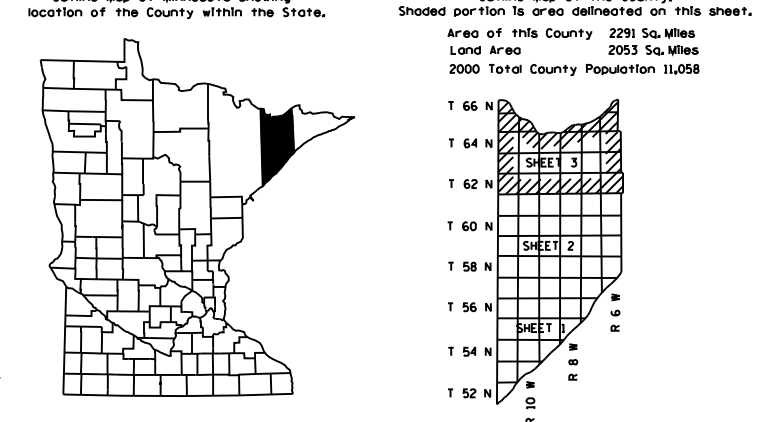 location of the County within the State.
Shaded portion is area delineated on this sheet.
Area of this County 2291 Sq. Miles
Land Area 2053 Sq. Miles
2000 Total County Population 11,058
T 66 N
T 64 N
SHEET 3
T 62 N
T 60 N
SHEET 2
T 58 N
T 56 N
R 6 W
SHEET 1
T 54 N
R 8 W
T 52 N
R 10 W